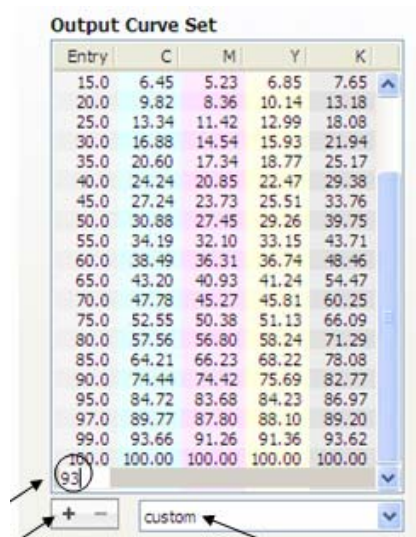 Output Curve Set
Entry C M Y K
15.0 6.45 5.23 6.85 7.65
20.0 9.82 8.36 10.14 13.18
25.0 13.34 11.42 12.99 18.08
30.0 16.88 14.54 15.93 21.94
35.0 20.60 17.34 18.77 25.17
40.0 24.24 20.85 22.47 29.38
45.0 27.24 23.73 25.51 33.76
50.0 30.88 27.45 29.26 39.75
55.0 34.19 32.10 33.15 43.71
60.0 38.49 36.31 36.74 48.46
65.0 43.20 40.93 41.24 54.47
70.0 47.78 45.27 45.81 60.25
75.0 52.55 50.38 51.13 66.09
80.0 57.56 56.80 58.24 71.29
85.0 64.21 66.23 68.22 78.08
90.0 74.44 74.42 75.69 82.77
95.0 84.72 83.68 84.23 86.97
97.0 89.77 87.80 88.10 89.20
99.0 93.66 91.26 91.36 93.62
100.0 100.00 100.00 100.00 100.00
93
+ − custom